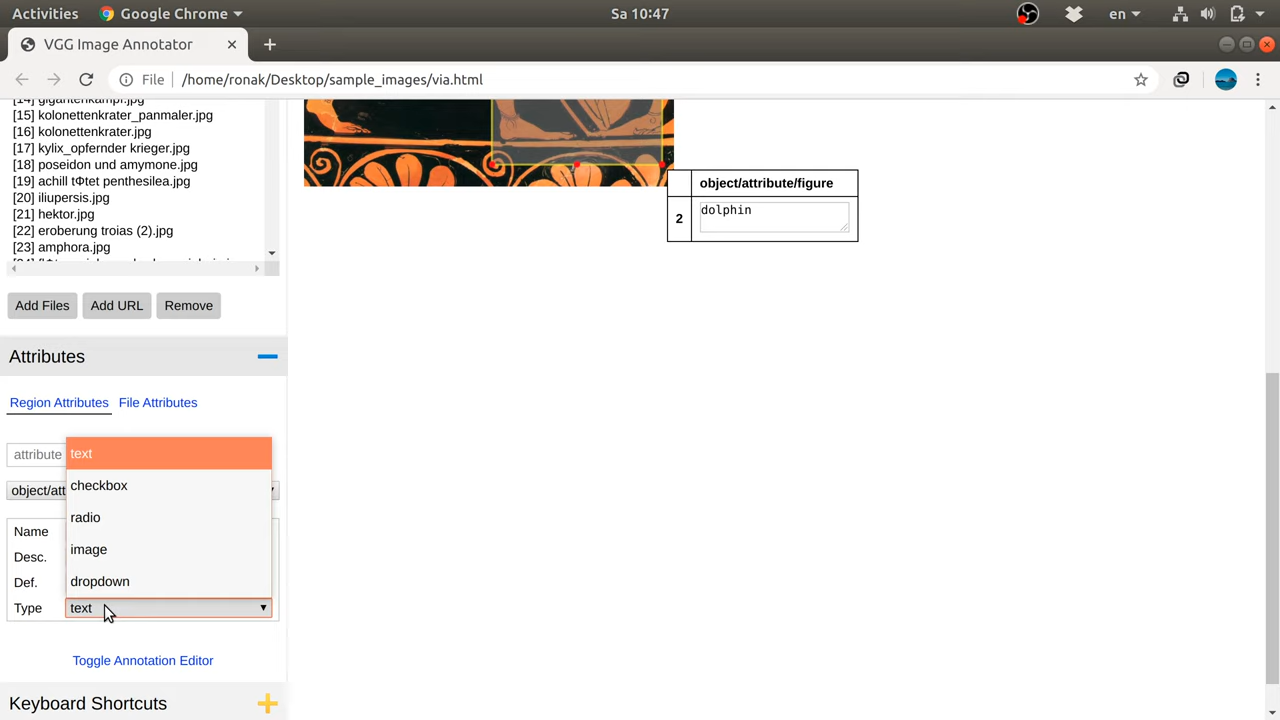 Activities
Google Chrome
Sa 10:47
en
VGG Image Annotator
File
/home/ronak/Desktop/sample_images/via.html
[14] gigantenkampf.jpg
[15] kolonettenkrater_panmaler.jpg
[16] kolonettenkrater.jpg
[17] kylix_opfernder krieger.jpg
[18] poseidon und amymone.jpg
[19] achill tΦtet penthesilea.jpg
[20] iliupersis.jpg
[21] hektor.jpg
[22] eroberung troias (2).jpg
[23] amphora.jpg
object/attribute/figure
2
dolphin
Add Files
Add URL
Remove
Attributes
Region Attributes
File Attributes
attribute
text
checkbox
object/att
radio
Name
image
Desc.
dropdown
Def.
Type
text
Toggle Annotation Editor
Keyboard Shortcuts